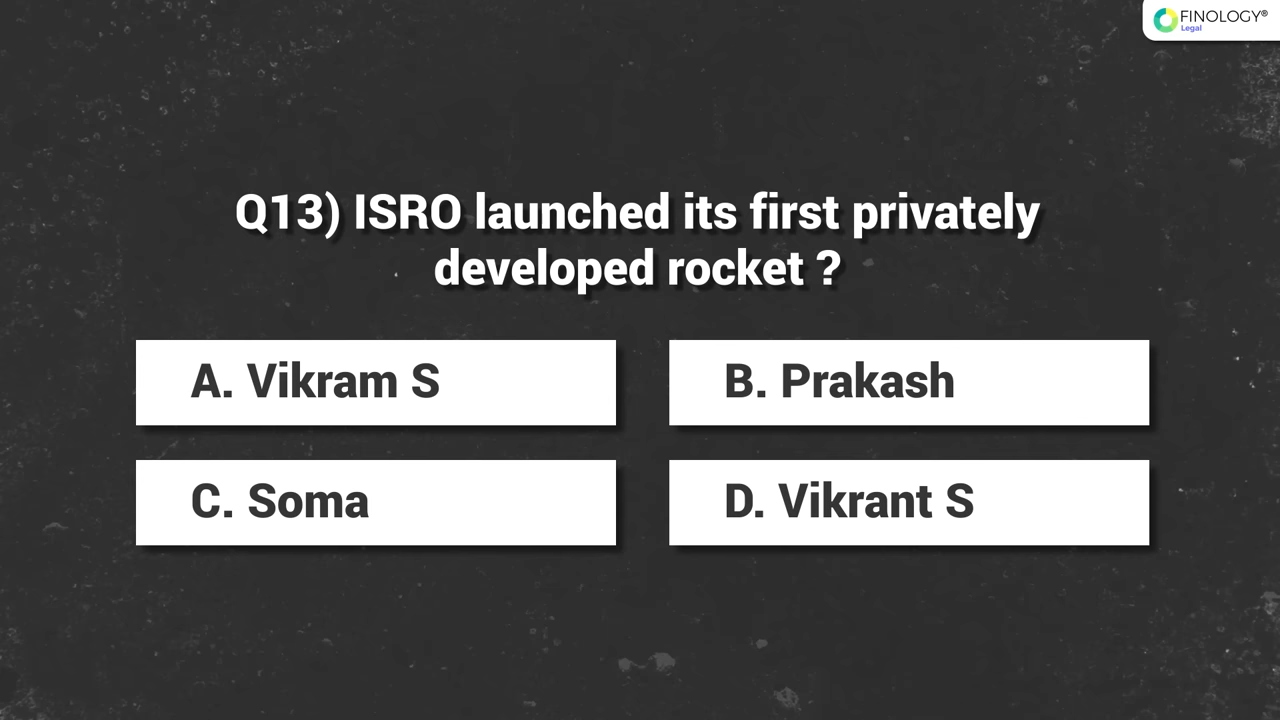 FINOLOGY®
Legal
Q13) ISRO launched its first privately
developed rocket ?
A. Vikram S
B. Prakash
C. Soma
D. Vikrant S